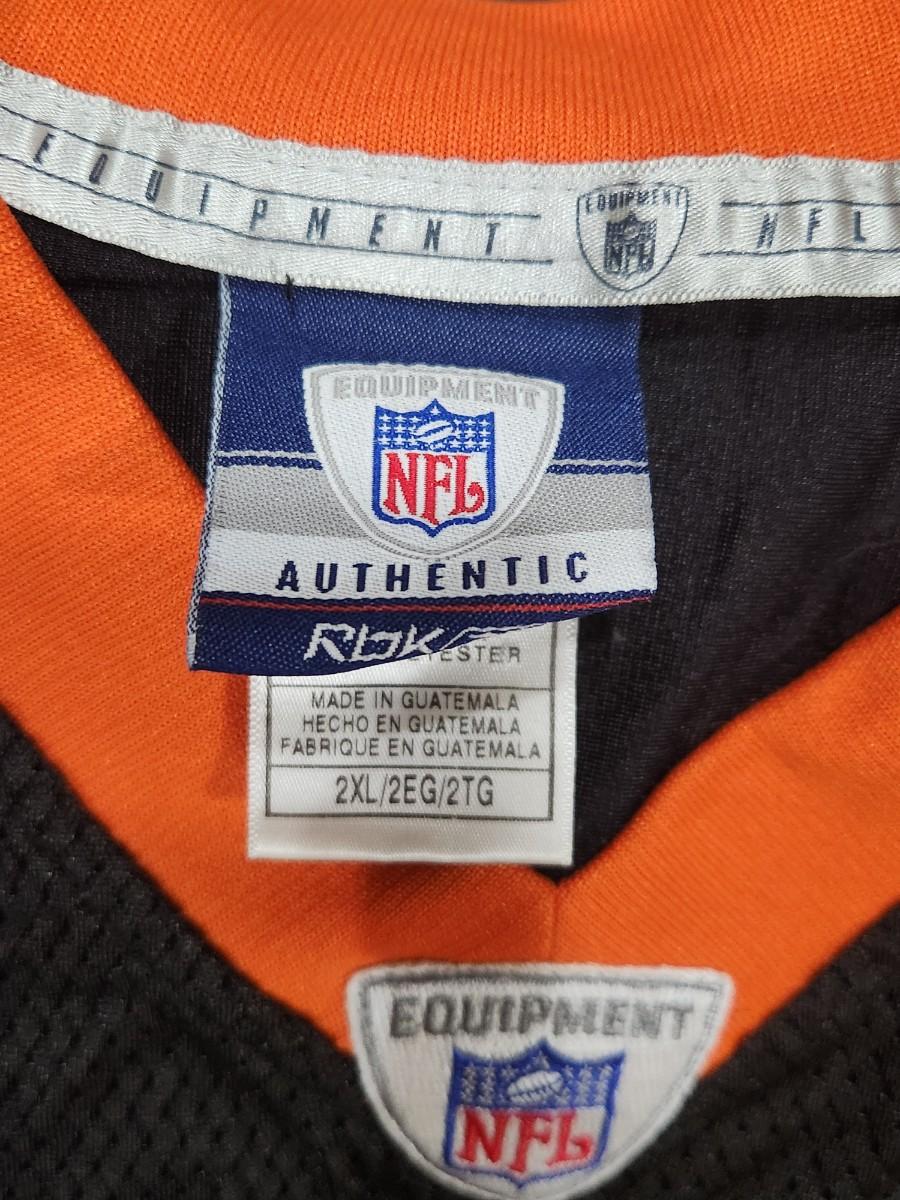 EQUIPMENT
EQUIPMENT
NFL
NFL
EQUIPMENT
NFL
AUTHENTIC
MADE IN GUATEMALA
HECHO EN GUATEMALA
FABRIQUE EN GUATEMALA
2XL/2EG/2TG
EQUIPMENT
NFL